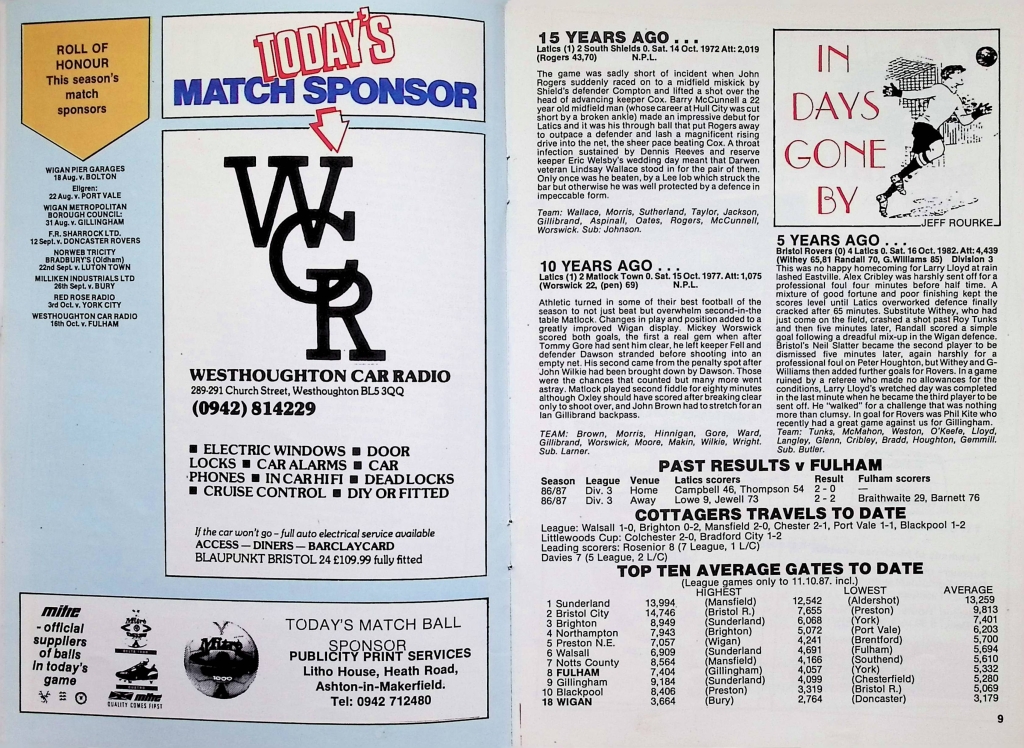 ROLL OF
HONOUR
This season's
match
sponsors
WIGAN PIER GARAGES
18 Aug. v. BOLTON
Ellgren:
22 Aug. v. PORT VALE
WIGAN METROPOLITAN
BOROUGH COUNCIL:
31 Aug. v. GILLINGHAM
F.R. SHARROCK LTD.
12 Sept. v. DONCASTER ROVERS
NORWEB TRICITY
BRADBURY'S (Oldham)
22nd Sept. v. LUTON TOWN
MILLIKEN INDUSTRIALS LTD
26th Sept. v. BURY
RED ROSE RADIO
3rd Oct. v. YORK CITY
WESTHOUGHTON CAR RADIO
16th Oct. v. FULHAM
TODAY'S
MATCH SPONSOR
WGR
WESTHOUGHTON CAR RADIO
289-291 Church Street, Westhoughton BL5 3QQ
(0942) 814229
■ ELECTRIC WINDOWS ■ DOOR
LOCKS ■ CAR ALARMS ■ CAR
PHONES ■ IN CAR HI FI ■ DEADLOCKS
■ CRUISE CONTROL ■ DIY OR FITTED
If the car won't go – full auto electrical service available
ACCESS — DINERS — BARCLAYCARD
BLAUPUNKT BRISTOL 24 £109.99 fully fitted
mitre
- official
suppliers
of balls
in today's
game
Mitre
mitre
QUALITY COMES FIRST
Mitre
1000
TODAY'S MATCH BALL
SPONSOR
PUBLICITY PRINT SERVICES
Litho House, Heath Road,
Ashton-in-Makerfield.
Tel: 0942 712480
15 YEARS AGO . . .
Latics (1) 2 South Shields 0. Sat. 14 Oct. 1972 Att: 2,019
(Rogers 43,70) N.P.L.
The game was sadly short of incident when John
Rogers suddenly raced on to a midfield miskick by
Shield's defender Compton and lifted a shot over the
head of advancing keeper Cox. Barry McCunnell a 22
year old midfield man (whose career at Hull City was cut
short by a broken ankle) made an impressive debut for
Latics and it was his through ball that put Rogers away
to outpace a defender and lash a magnificent rising
drive into the net, the sheer pace beating Cox. A throat
infection sustained by Dennis Reeves and reserve
keeper Eric Welsby's wedding day meant that Darwen
veteran Lindsay Wallace stood in for the pair of them.
Only once was he beaten, by a Lee lob which struck the
bar but otherwise he was well protected by a defence in
impeccable form.
Team: Wallace, Morris, Sutherland, Taylor, Jackson,
Gillibrand, Aspinall, Oates, Rogers, McCunnell,
Worswick. Sub: Johnson.
10 YEARS AGO . . .
Latics (1) 2 Matlock Town 0. Sat. 15 Oct. 1977. Att: 1,075
(Worswick 22, (pen) 69) N.P.L.
Athletic turned in some of their best football of the
season to not just beat but overwhelm second-in-the
table Matlock. Changes in play and position added to a
greatly improved Wigan display. Mickey Worswick
scored both goals, the first a real gem when after
Tommy Gore had sent him clear, he left keeper Fell and
defender Dawson stranded before shooting into an
empty net. His second came from the penalty spot after
John Wilkie had been brought down by Dawson. Those
were the chances that counted but many more went
astray. Matlock played second fiddle for eighty minutes
although Oxley should have scored after breaking clear
only to shoot over, and John Brown had to stretch for an
Ian Gillibrand backpass.
TEAM: Brown, Morris, Hinnigan, Gore, Ward,
Gillibrand, Worswick, Moore, Makin, Wilkie, Wright.
Sub. Larner.
IN
DAYS
GONE
BY
JEFF ROURKE
5 YEARS AGO . . .
Bristol Rovers (0) 4 Latics 0. Sat. 16 Oct. 1982. Att: 4,439
(Withey 65,81 Randall 70, G.Williams 85) Division 3
This was no happy homecoming for Larry Lloyd at rain
lashed Eastville. Alex Cribley was harshly sent off for a
professional foul four minutes before half time. A
mixture of good fortune and poor finishing kept the
scores level until Latics overworked defence finally
cracked after 65 minutes. Substitute Withey, who had
just come on the field, crashed a shot past Roy Tunks
and then five minutes later, Randall scored a simple
goal following a dreadful mix-up in the Wigan defence.
Bristol's Neil Slatter became the second player to be
dismissed five minutes later, again harshly for a
professional foul on Peter Houghton, but Withey and G-
Williams then added further goals for Rovers. In a game
ruined by a referee who made no allowances for the
conditions, Larry Lloyd's wretched day was completed
in the last minute when he became the third player to be
sent off. He "walked" for a challenge that was nothing
more than clumsy. In goal for Rovers was Phil Kite who
recently had a great game against us for Gillingham.
Team: Tunks, McMahon, Weston, O'Keefe, Lloyd,
Langley, Glenn, Cribley, Bradd, Houghton, Gemmill.
Sub. Butler.
PAST RESULTS v FULHAM
Season League Venue Latics scorers Result Fulham scorers
86/87 Div. 3 Home Campbell 46, Thompson 54 2 - 0 —
86/87 Div. 3 Away Lowe 9, Jewell 73 2 - 2 Braithwaite 29, Barnett 76
COTTAGERS TRAVELS TO DATE
League: Walsall 1-0, Brighton 0-2, Mansfield 2-0, Chester 2-1, Port Vale 1-1, Blackpool 1-2
Littlewoods Cup: Colchester 2-0, Bradford City 1-2
Leading scorers: Rosenior 8 (7 League, 1 L/C)
Davies 7 (5 League, 2 L/C)
TOP TEN AVERAGE GATES TO DATE
(League games only to 11.10.87. incl.)
HIGHEST LOWEST AVERAGE
1 Sunderland 13,994 (Mansfield) 12,542 (Aldershot) 13,259
2 Bristol City 14,746 (Bristol R.) 7,655 (Preston) 9,813
3 Brighton 8,949 (Sunderland) 6,068 (York) 7,401
4 Northampton 7,943 (Brighton) 5,072 (Port Vale) 6,203
5 Preston N.E. 7,057 (Wigan) 4,241 (Brentford) 5,700
6 Walsall 6,909 (Sunderland 4,691 (Fulham) 5,694
7 Notts County 8,564 (Mansfield) 4,166 (Southend) 5,610
8 FULHAM 7,404 (Gillingham) 4,057 (York) 5,332
9 Gillingham 9,184 (Sunderland) 4,099 (Chesterfield) 5,280
10 Blackpool 8,406 (Preston) 3,319 (Bristol R.) 5,069
18 WIGAN 3,664 (Bury) 2,764 (Doncaster) 3,179
9